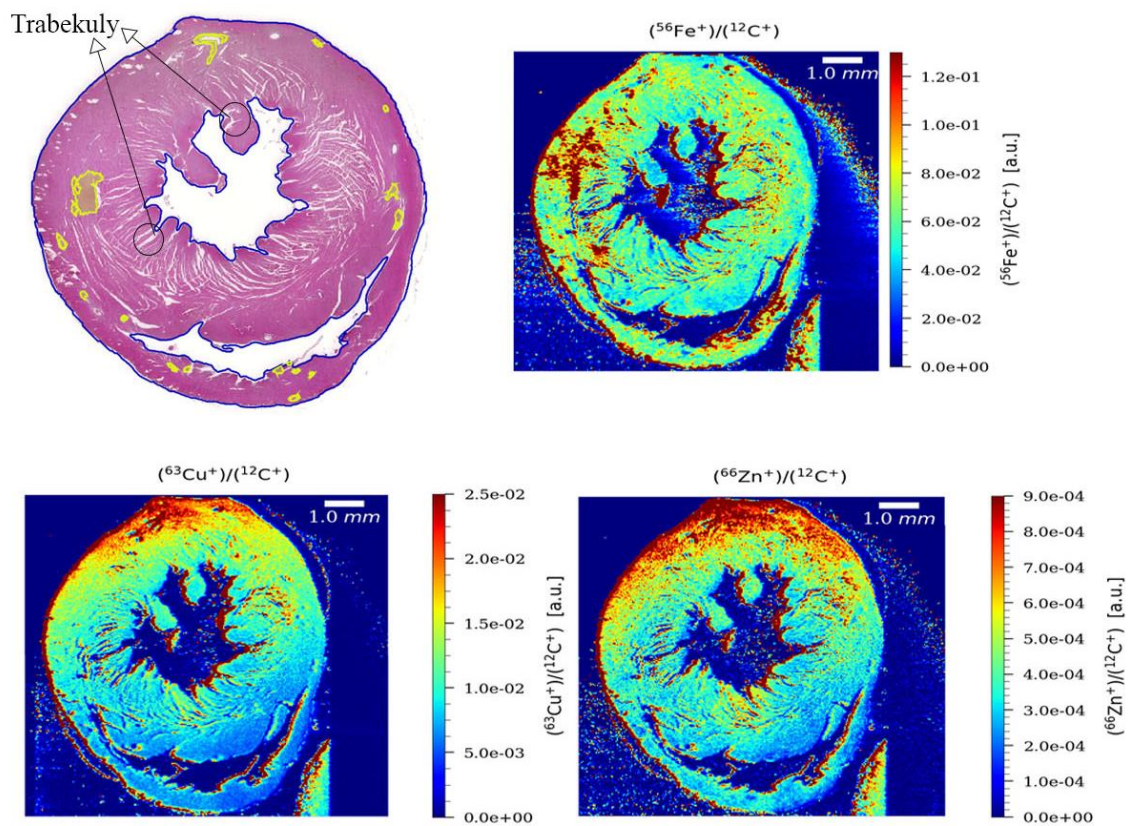 Trabekuly
(⁵⁶Fe⁺)/(¹²C⁺)
1.0 mm
1.2e-01
1.0e-01
8.0e-02
6.0e-02
4.0e-02
2.0e-02
0.0e+00
(⁵⁶Fe⁺)/(¹²C⁺) [a.u.]
(⁶³Cu⁺)/(¹²C⁺)
1.0 mm
2.5e-02
2.0e-02
1.5e-02
1.0e-02
5.0e-03
0.0e+00
(⁶³Cu⁺)/(¹²C⁺) [a.u.]
(⁶⁶Zn⁺)/(¹²C⁺)
1.0 mm
9.0e-04
8.0e-04
7.0e-04
6.0e-04
5.0e-04
4.0e-04
3.0e-04
2.0e-04
1.0e-04
0.0e+00
(⁶⁶Zn⁺)/(¹²C⁺) [a.u.]